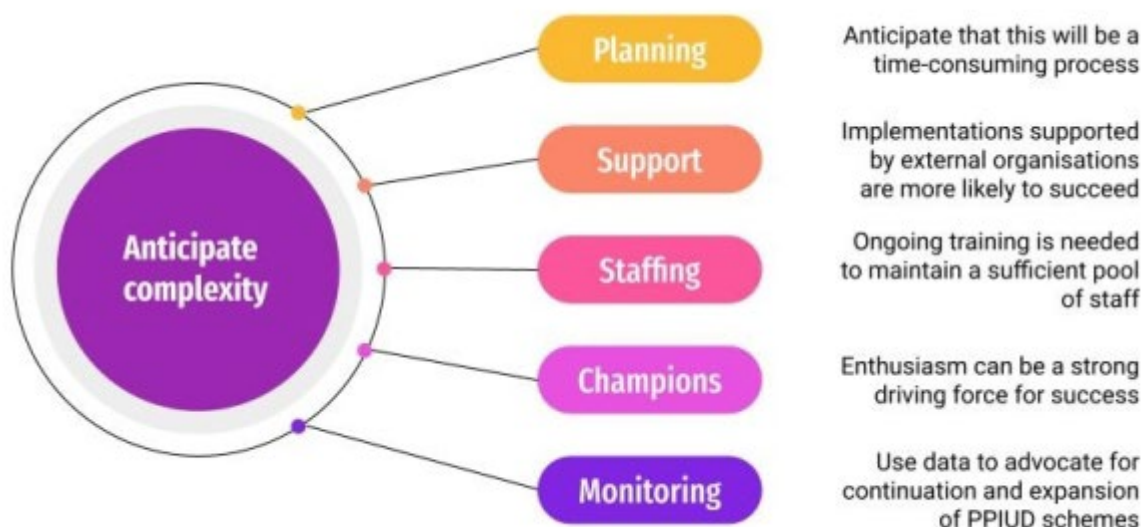 Planning
Anticipate that this will be a
time-consuming process
Support
Implementations supported
by external organisations
are more likely to succeed
Anticipate
complexity
Staffing
Ongoing training is needed
to maintain a sufficient pool
of staff
Champions
Enthusiasm can be a strong
driving force for success
Monitoring
Use data to advocate for
continuation and expansion
of PPIUD schemes